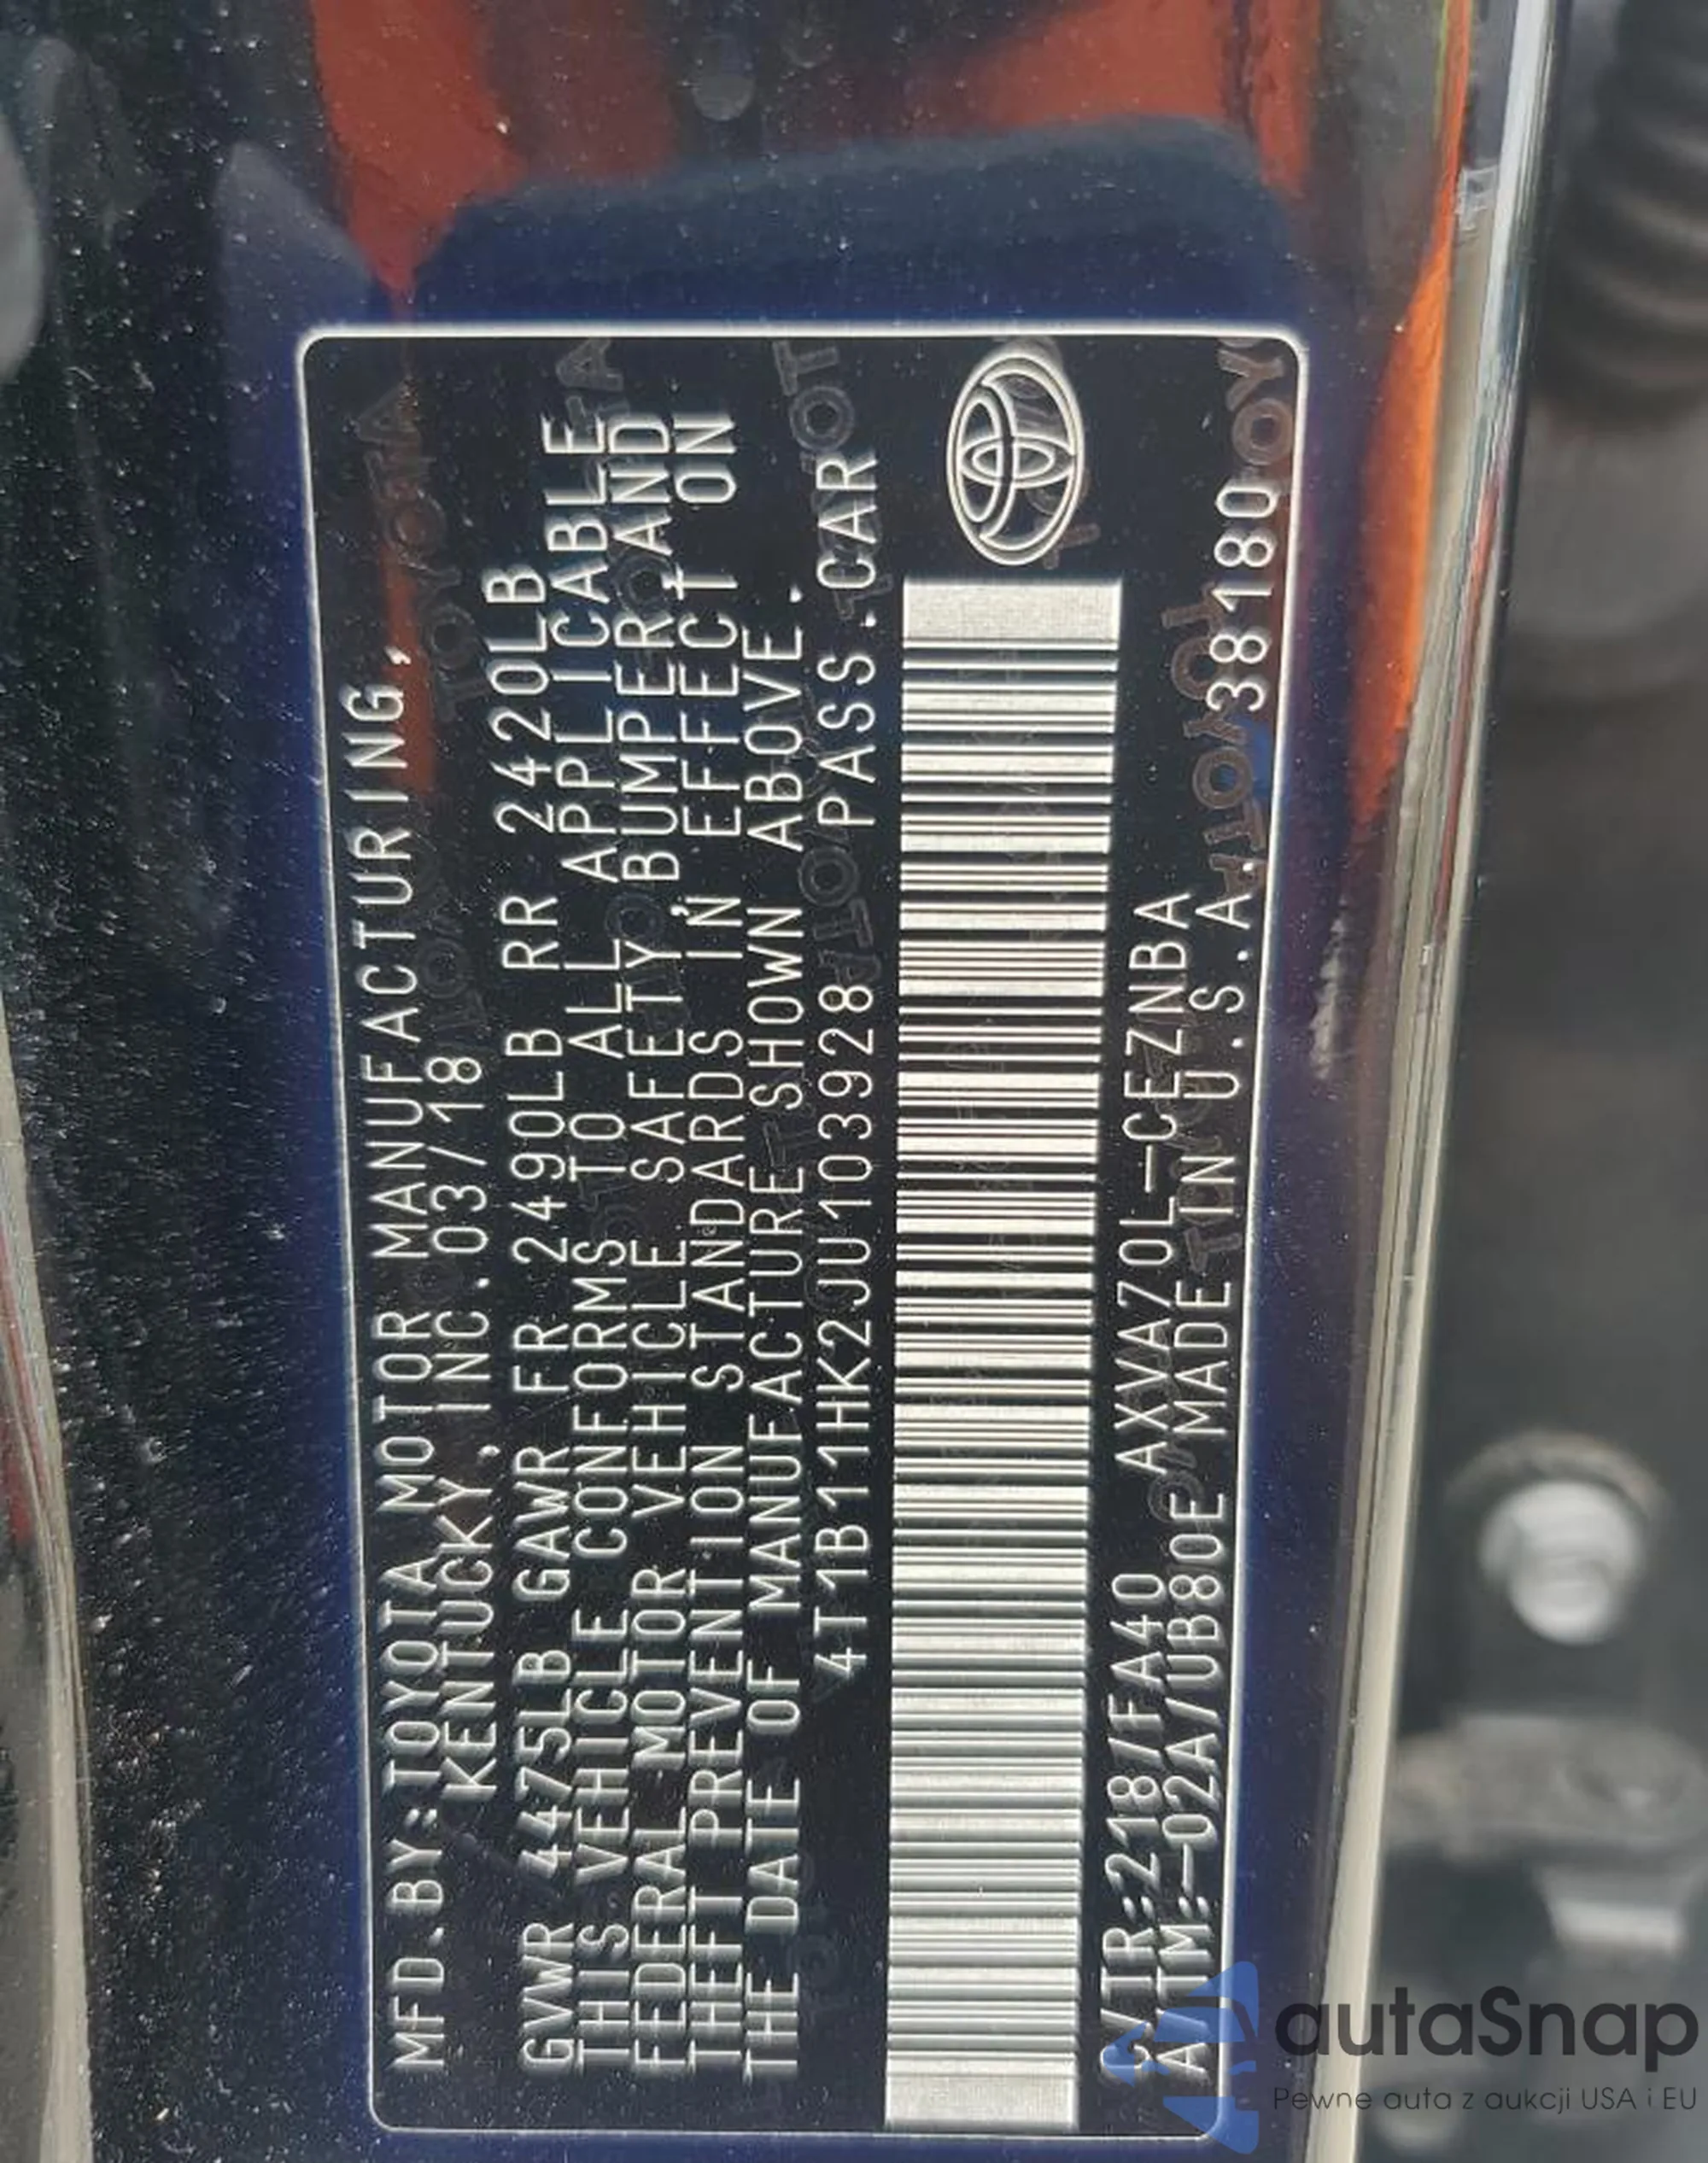 MFD.BY:TOYOTA MOTOR MANUFACTURING,
KENTUCKY, INC. 03/18
GVWR 4475LB GAWR FR 2490LB RR 2420LB
THIS VEHICLE CONFORMS TO ALL APPLICABLE
FEDERAL MOTOR VEHICLE SAFETY, BUMPER, AND
THEFT PREVENTION STANDARDS IN EFFECT ON
THE DATE OF MANUFACTURE SHOWN ABOVE.
4T1B11HK2JU103928 PASS.CAR
C/TR:218/FA40 AXVA70L-CEZNBA
A/TM:-02A/UB80E MADE IN U.S.A. 38180
autaSnap
Pewne auta z aukcji USA i EU